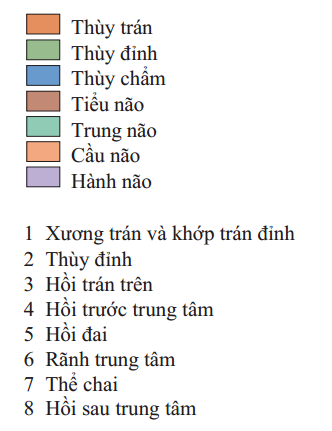 Thùy trán
Thùy đỉnh
Thùy chẩm
Tiểu não
Trung não
Cầu não
Hành não
1 Xương trán và khớp trán đỉnh
2 Thùy đỉnh
3 Hồi trán trên
4 Hồi trước trung tâm
5 Hồi đai
6 Rãnh trung tâm
7 Thể chai
8 Hồi sau trung tâm